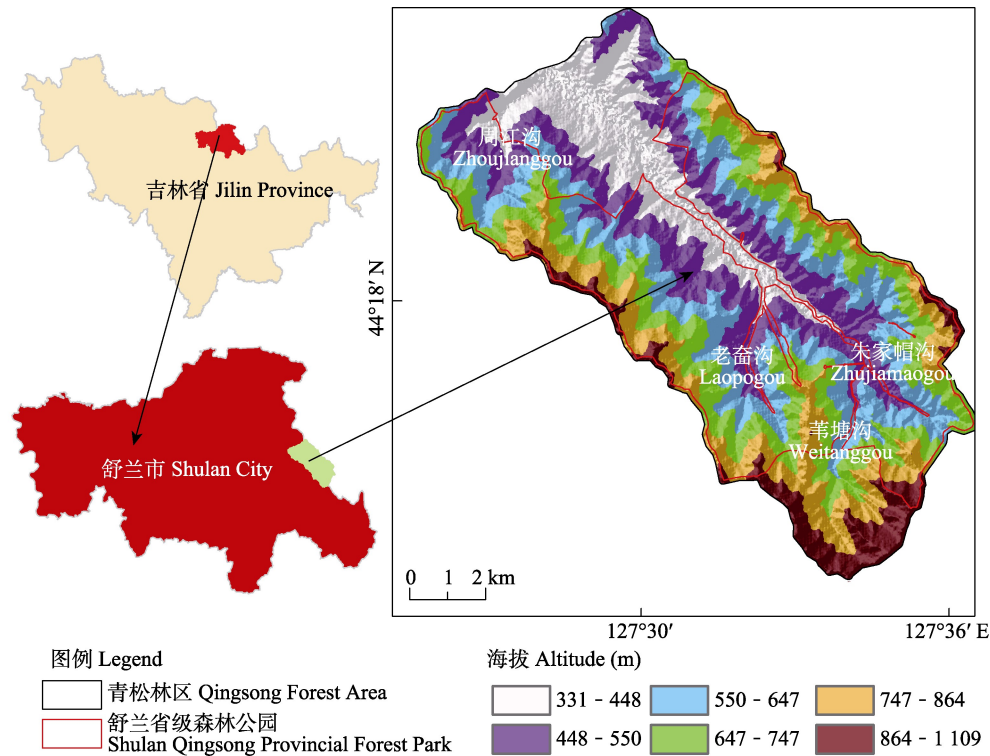 吉林省 Jilin Province
舒兰市 Shulan City
周江沟
Zhoujianggou
老畚沟
Laopogou
朱家帽沟
Zhujiamaogou
苇塘沟
Weitanggou
44°18′ N
0 1 2 km
127°30′
127°36′ E
图例 Legend
青松林区 Qingsong Forest Area
舒兰省级森林公园
Shulan Qingsong Provincial Forest Park
海拔 Altitude (m)
331 - 448
550 - 647
747 - 864
448 - 550
647 - 747
864 - 1 109